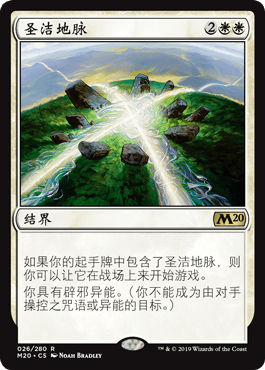 圣洁地脉 2
结界 M20
如果你的起手牌中包含了圣洁地脉，则
你可以让它在战场上来开始游戏。
你具有辟邪异能。（你不能成为由对手
操控之咒语或异能的目标。）
026/280 R
M20 • CS NOAH BRADLEY ™ & © 2019 Wizards of the Coast